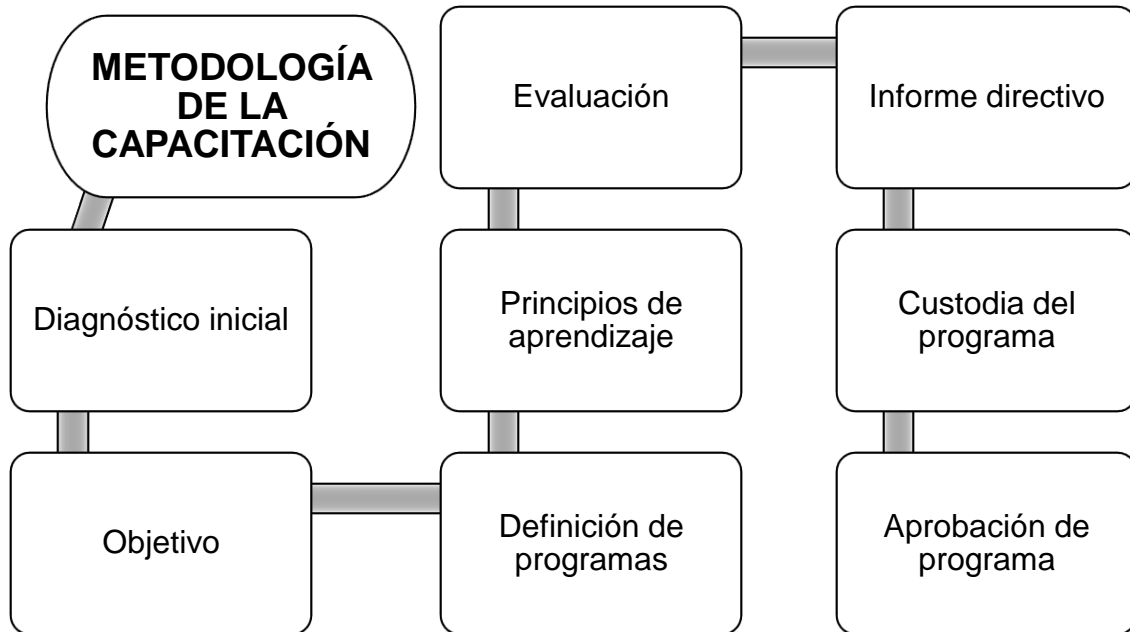 METODOLOGÍA
DE LA
CAPACITACIÓN
Diagnóstico inicial
Objetivo
Definición de
programas
Principios de
aprendizaje
Evaluación
Informe directivo
Custodia del
programa
Aprobación de
programa